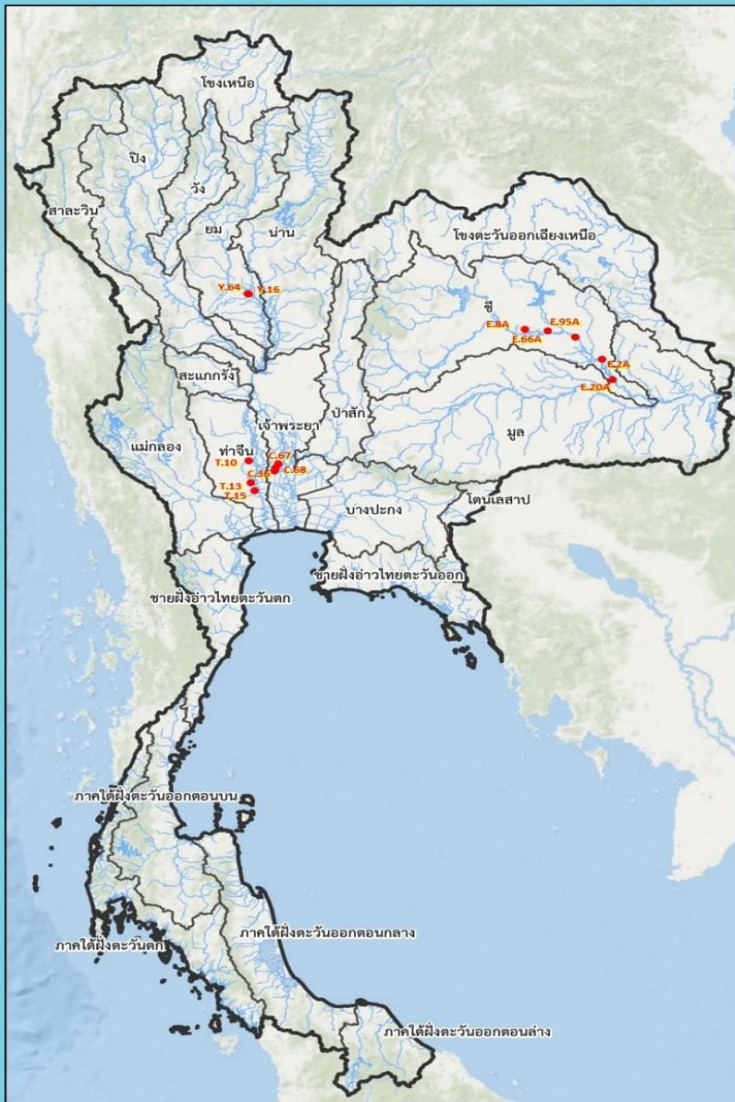 โขงเหนือ
ปิง
วัง
สาละวิน
ยม
น่าน
โขงตะวันออกเฉียงเหนือ
Y.64
Y.16
ชี
E.8A
E.95A
E.66A
E.2A
E.20A
สะแกกรัง
เจ้าพระยา
ป่าสัก
มูล
แม่กลอง
ท่าจีน
T.10
C.67
C.36
C.68
T.13
T.15
บางปะกง
โตนเลสาป
ชายฝั่งอ่าวไทยตะวันออก
ชายฝั่งอ่าวไทยตะวันตก
ภาคใต้ฝั่งตะวันออกตอนบน
ภาคใต้ฝั่งตะวันออกตอนกลาง
ภาคใต้ฝั่งตะวันตก
ภาคใต้ฝั่งตะวันออกตอนล่าง